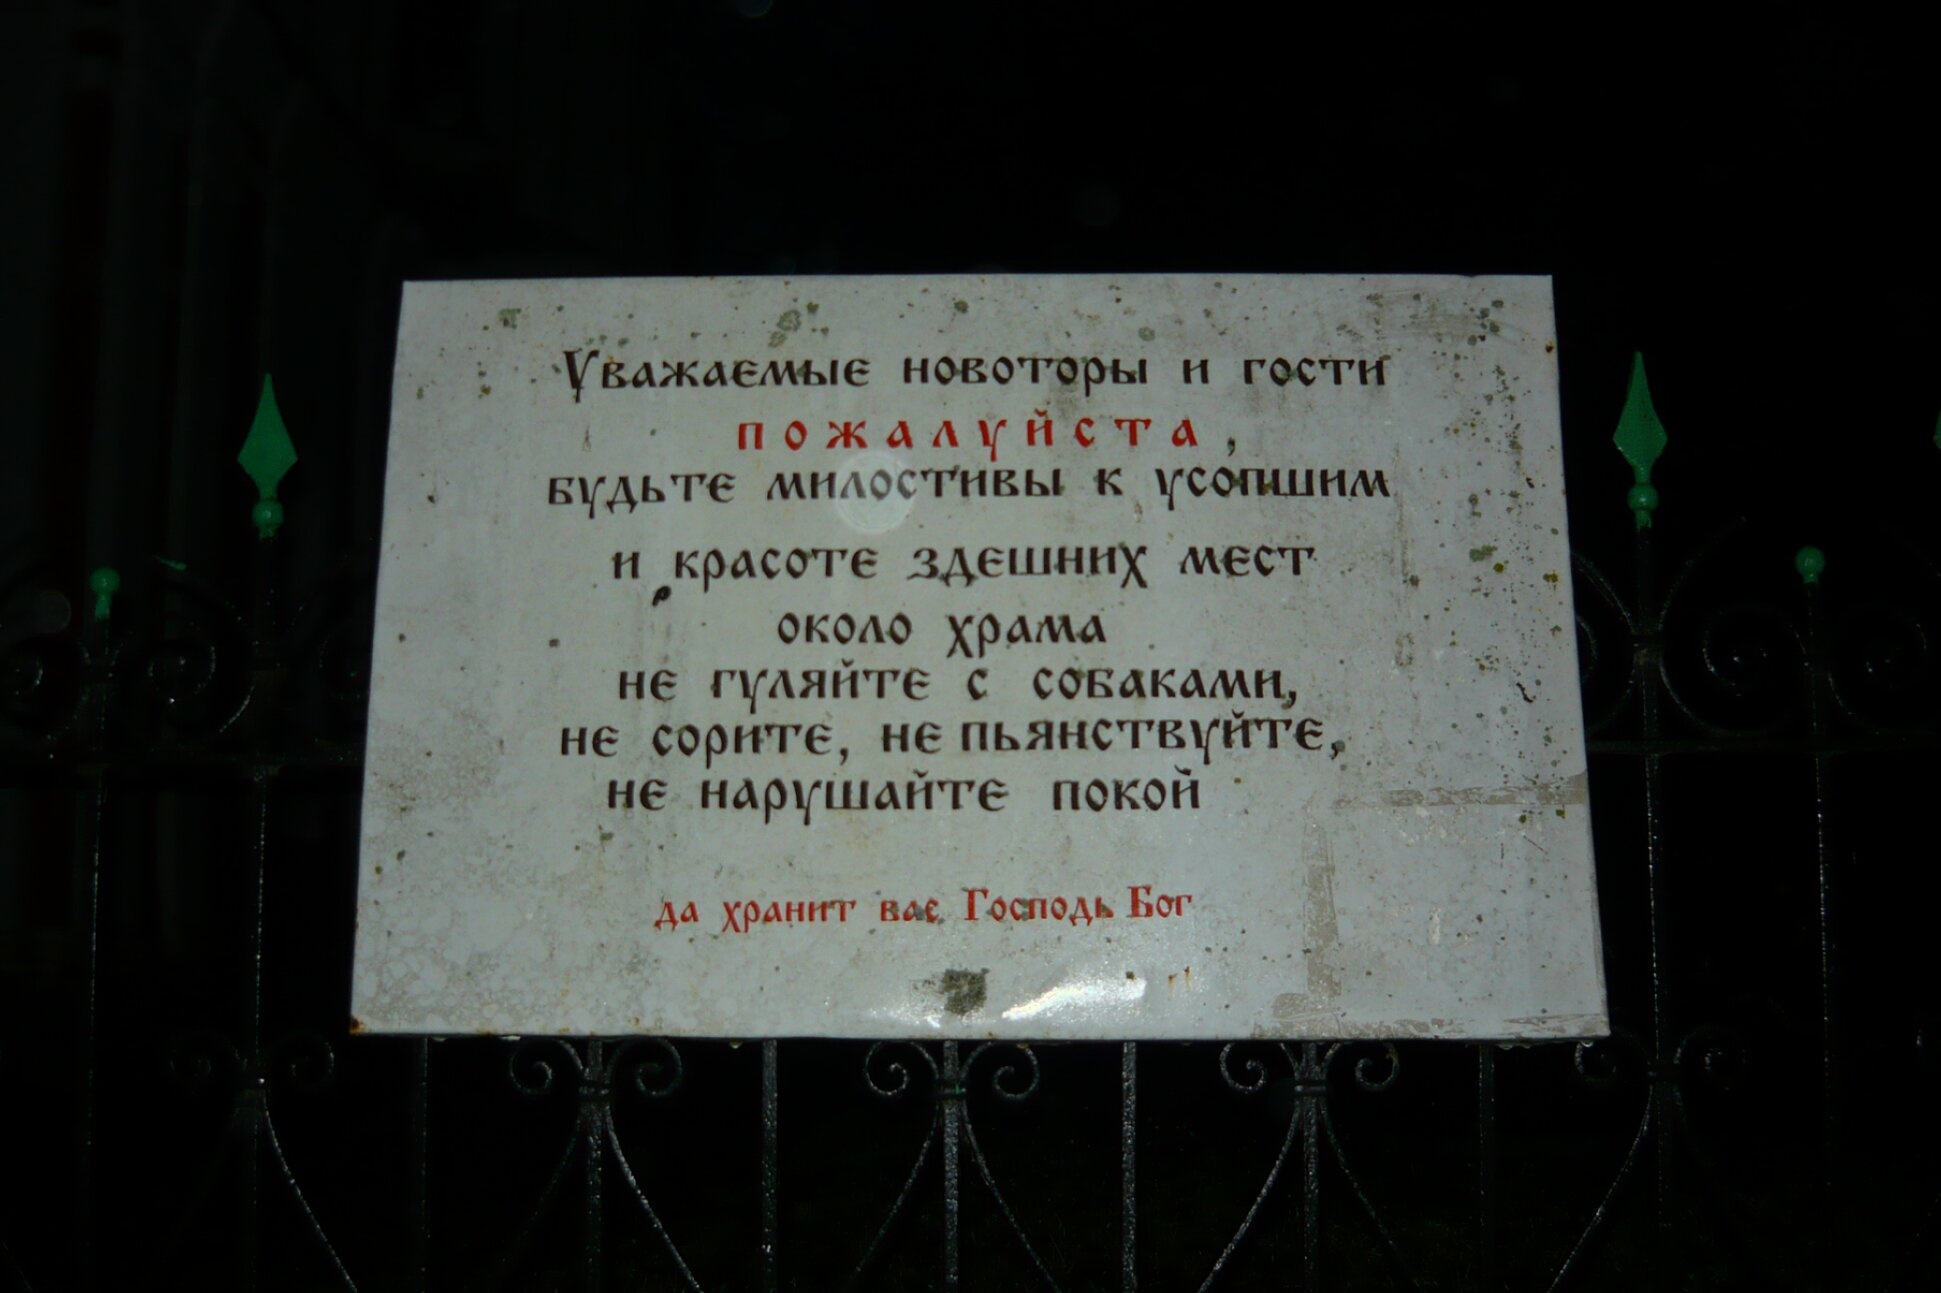 Уважаемые новоторы и гости
пожалуйста,
будьте милостивы к усопшим
и красоте здешних мест
около храма
не гуляйте с собаками,
не сорите, не пьянствуйте,
не нарушайте покой
да хранит вас Господь Бог